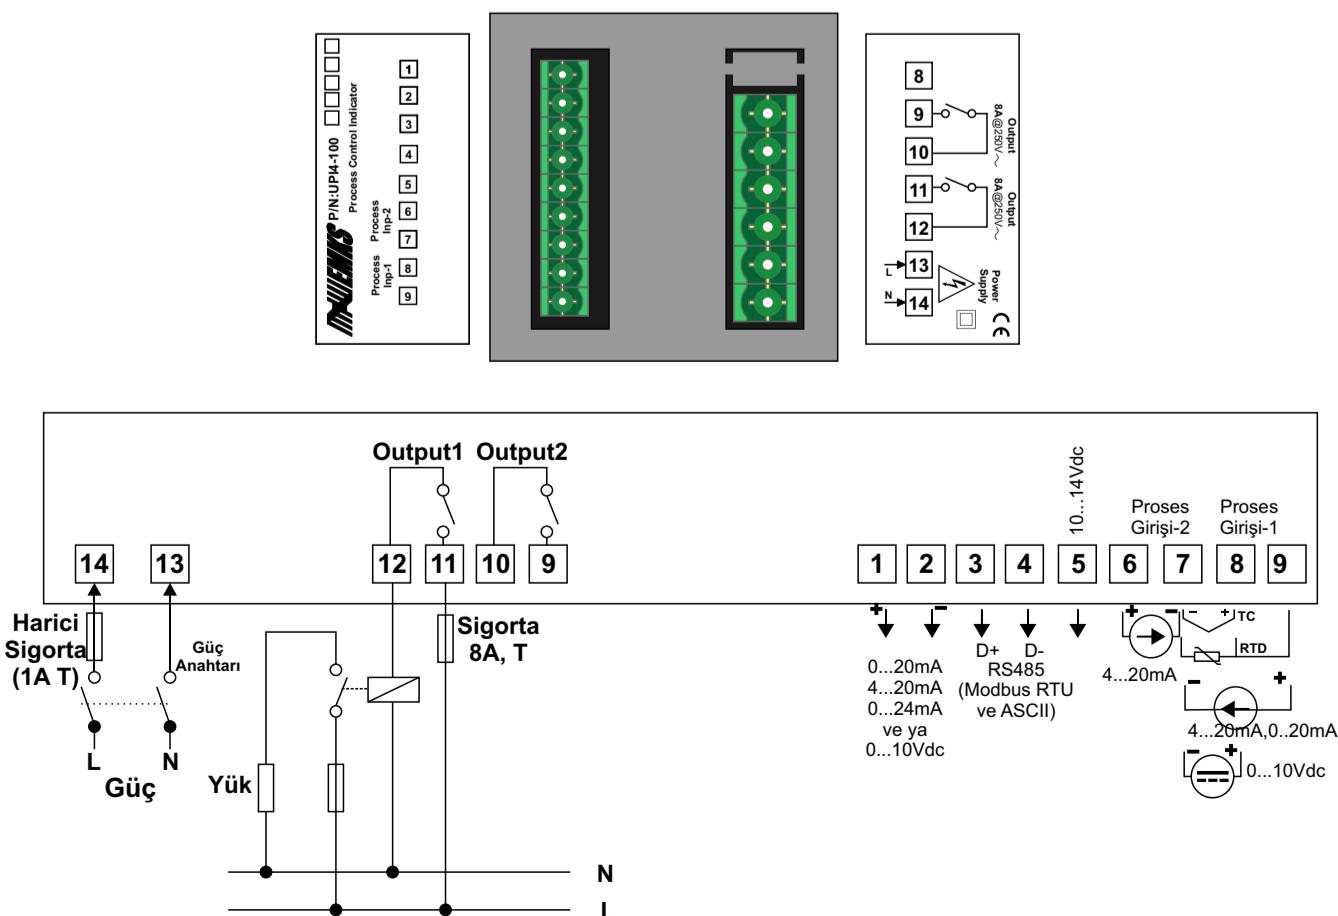 P/N:UPI4-100
Process Control Indicator
Process
Inp-2
Process
Inp-1
EMKS
1
2
3
4
5
6
7
8
9
8
9
10
11
12
13
14
L
N
Output
8A@250V~
Output
8A@250V~
Power
Supply
CE
Output1 Output2
10...14Vdc
Proses
Girişi-2
Proses
Girişi-1
14 13 12 11 10 9 1 2 3 4 5 6 7 8 9
Harici
Sigorta
(1A T)
Güç
Anahtarı
L N
Güç
Yük
Sigorta
8A, T
N
L
+ -
0...20mA
4...20mA
0...24mA
ve ya
0...10Vdc
D+ D-
RS485
(Modbus RTU
ve ASCII)
+ -
4...20mA
- + TC
RTD
- +
4...20mA,0..20mA
- +
0...10Vdc